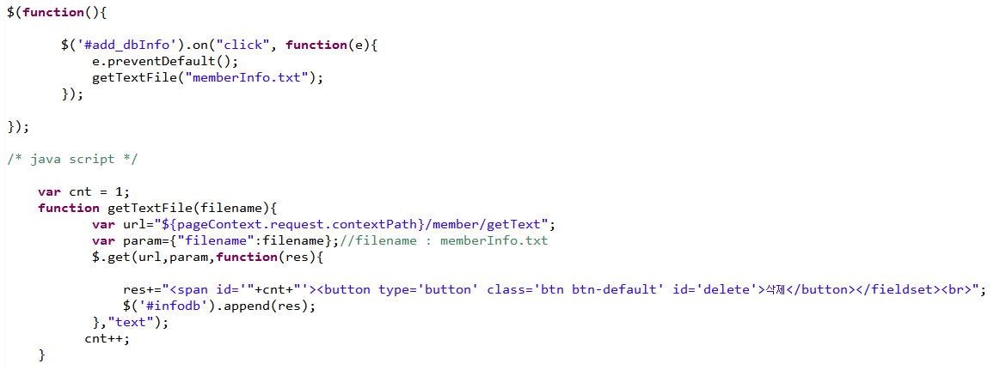 $(function(){
$('#add_dbInfo').on("click", function(e){
e.preventDefault();
getTextFile("memberInfo.txt");
});
});
/* java script */
var cnt = 1;
function getTextFile(filename){
var url="${pageContext.request.contextPath}/member/getText";
var param={"filename":filename};//filename : memberInfo.txt
$.get(url,param,function(res){
res+="<span id='"+cnt+"'><button type='button' class='btn btn-default' id='delete'>삭제</button></fieldset><br>";
$('#infodb').append(res);
},"text");
cnt++;
}